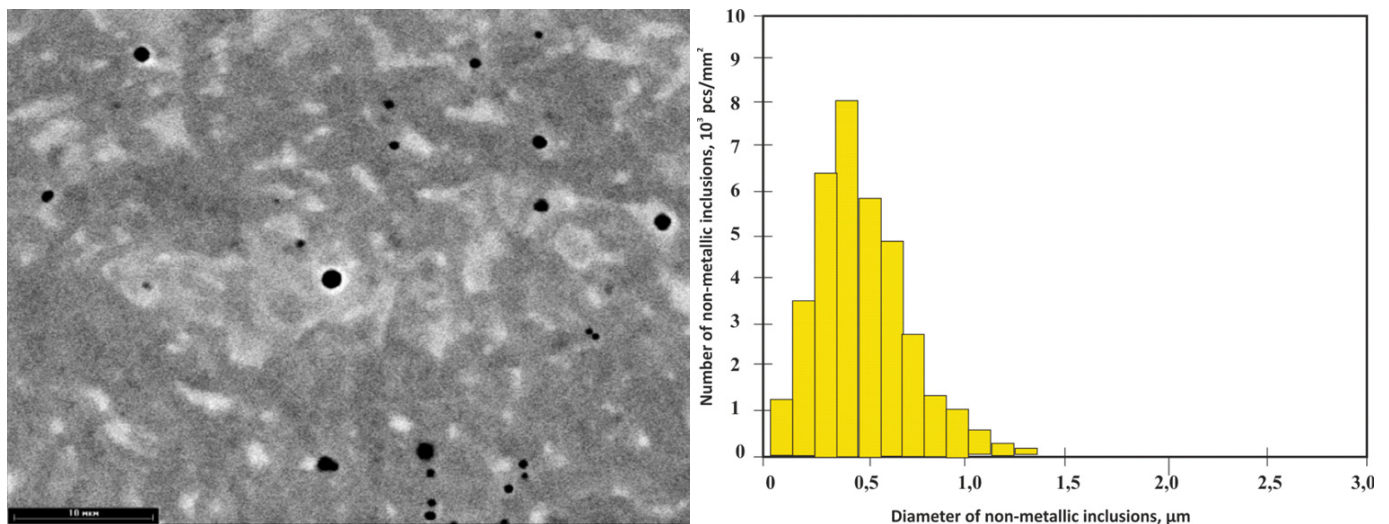 10 мкм
Number of non-metallic inclusions, 10³ pcs/mm²
10
9
8
7
6
5
4
3
2
1
0
0 0,5 1,0 1,5 2,0 2,5 3,0
Diameter of non-metallic inclusions, µm